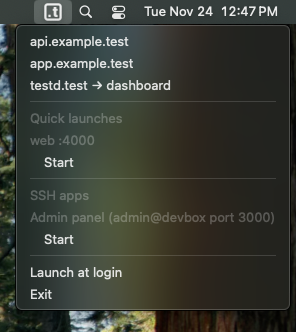 .t Tue Nov 24 12:47 PM
api.example.test
app.example.test
testd.test → dashboard
Quick launches
web :4000
Start
SSH apps
Admin panel (admin@devbox port 3000)
Start
Launch at login
Exit